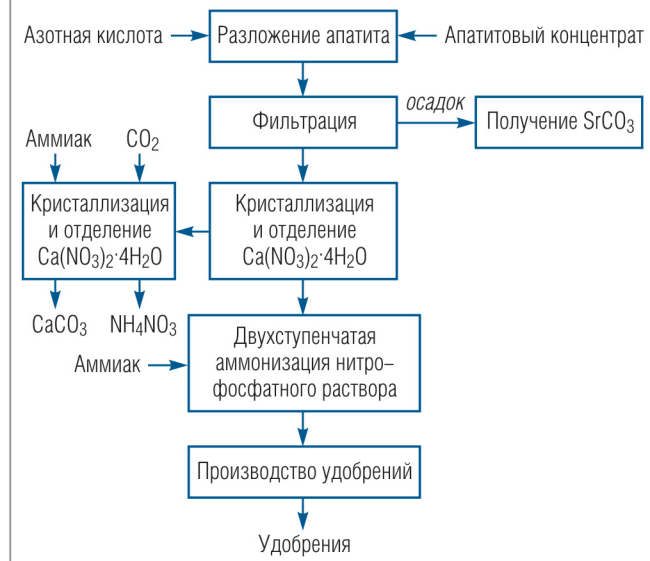 Азотная кислота
Разложение апатита
Апатитовый концентрат
Фильтрация
осадок
Получение SrCO₃
Аммиак
CO₂
Кристаллизация
и отделение
Ca(NO₃)₂·4H₂O
Кристаллизация
и отделение
Ca(NO₃)₂·4H₂O
CaCO₃
NH₄NO₃
Аммиак
Двухступенчатая
аммонизация нитро–
фосфатного раствора
Производство удобрений
Удобрения